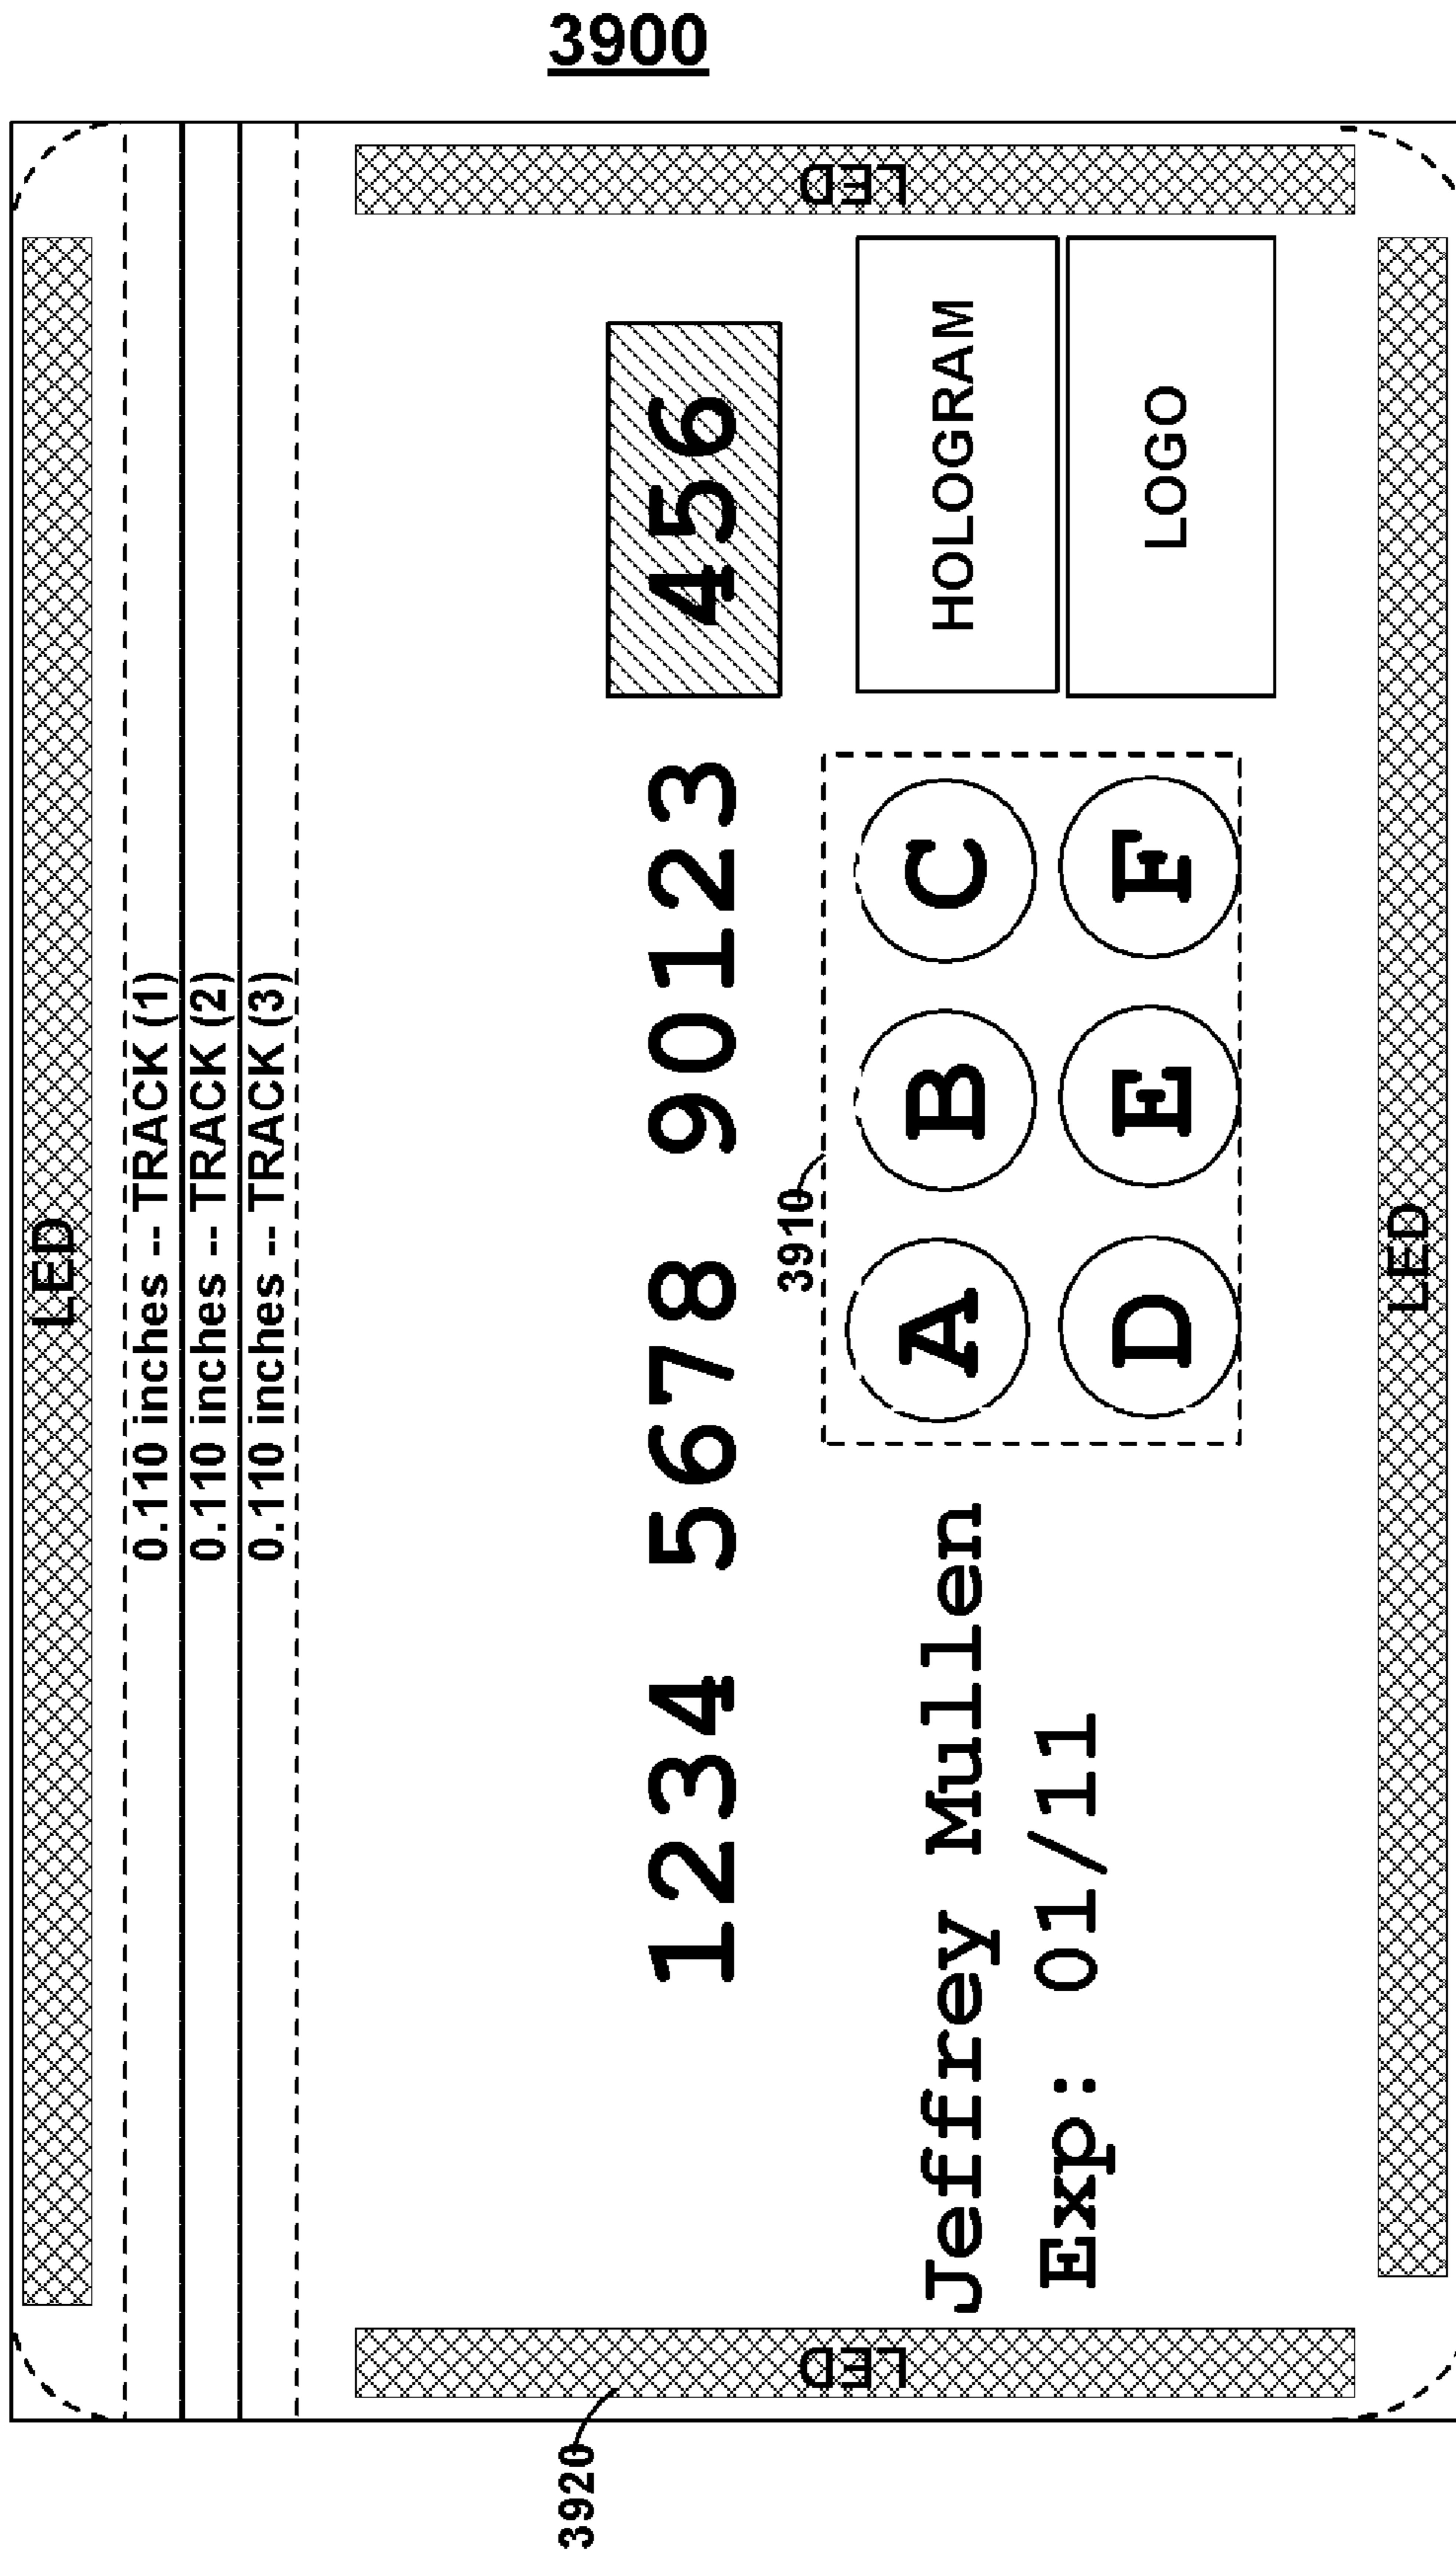 3900
LED
0.110 inches -- TRACK (1)
0.110 inches -- TRACK (2)
0.110 inches -- TRACK (3)
3920
LED
LED
1234 5678 90123 456
3910
A B C
D E F
HOLOGRAM
LOGO
Jeffrey Mullen
Exp: 01/11
LED